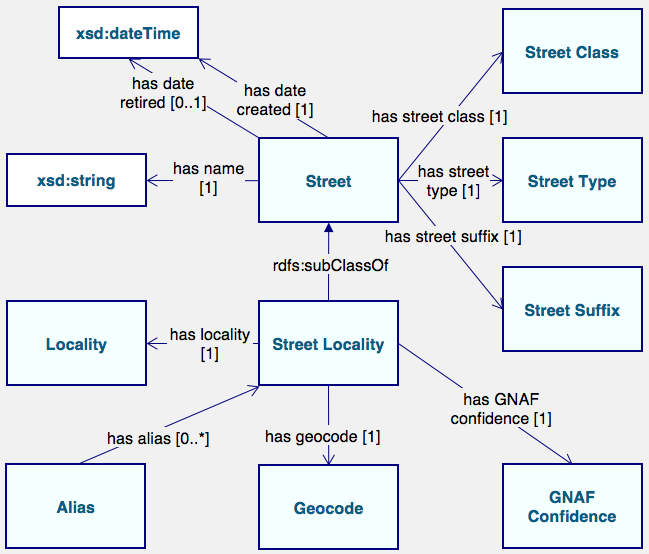 xsd:dateTime
Street Class
has date
retired [0..1]
has date
created [1]
has street class [1]
xsd:string
has name
[1]
Street
has street
type [1]
Street Type
has street suffix [1]
rdfs:subClassOf
Street Suffix
Locality
has locality
[1]
Street Locality
has GNAF
confidence [1]
has alias [0..*]
has geocode [1]
Alias
Geocode
GNAF
Confidence